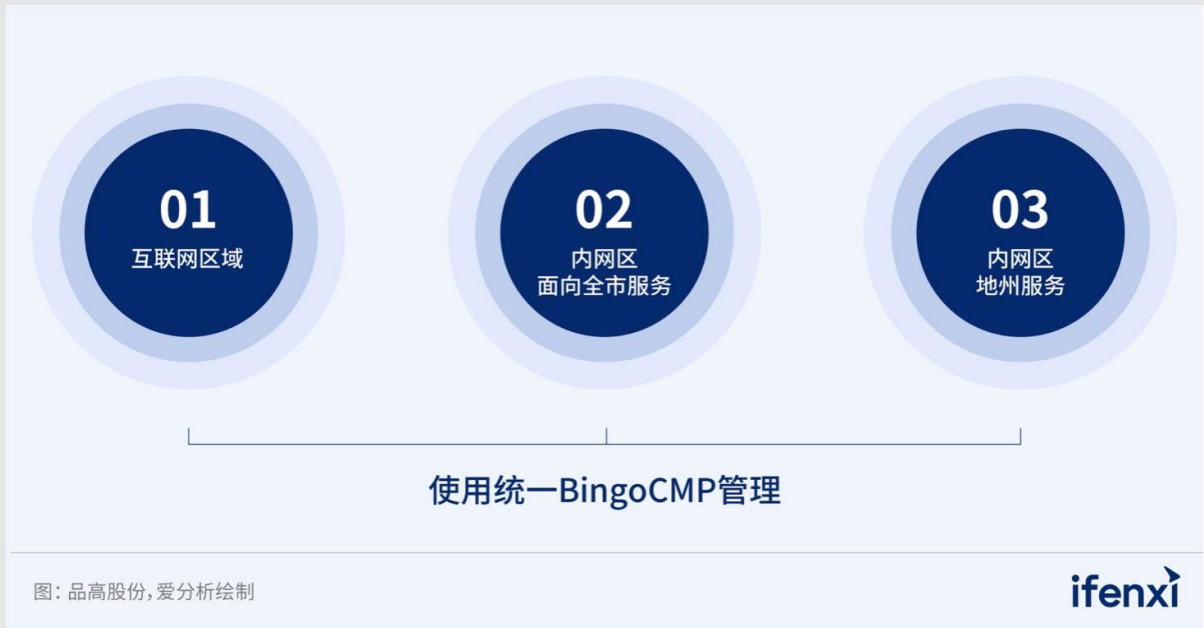 01
互联网区域
02
内网区
面向全市服务
03
内网区
地州服务
使用统一BingoCMP管理
图：品高股份，爱分析绘制
ifenxi